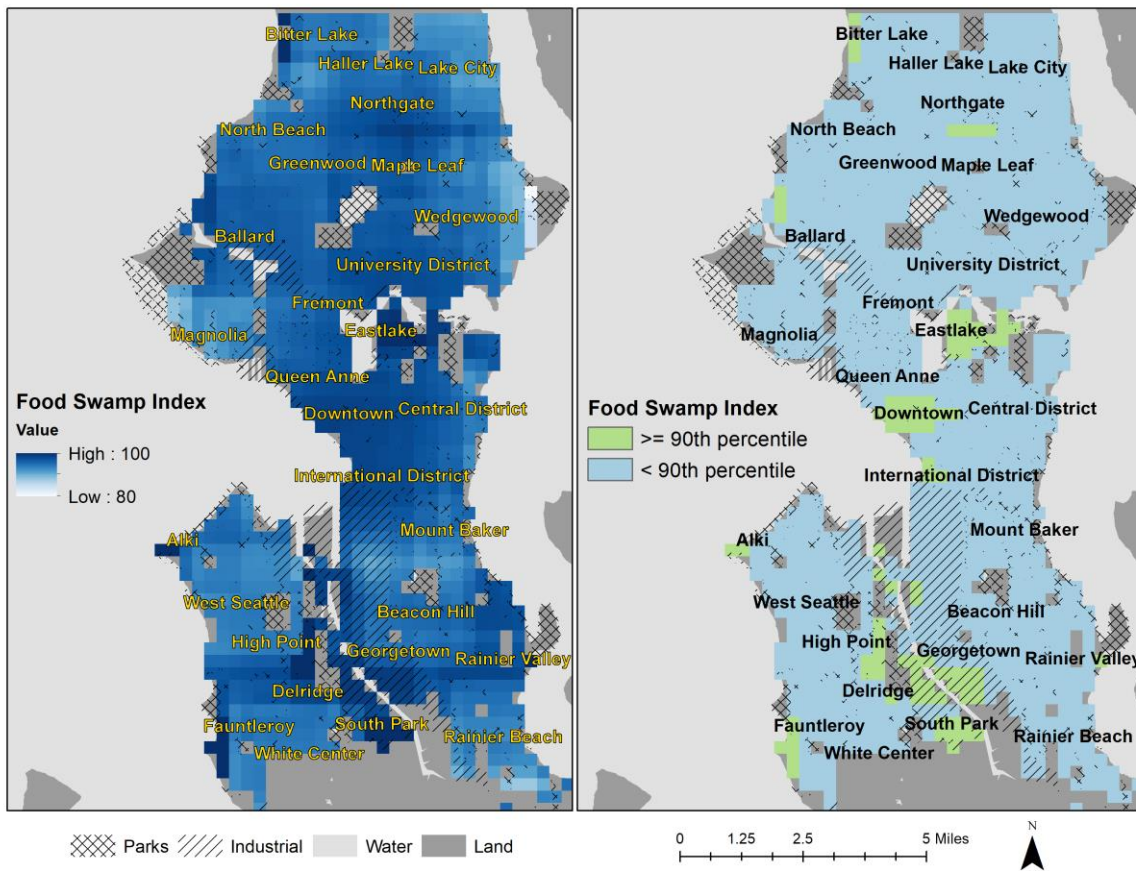 Bitter Lake
Haller Lake
Lake City
Northgate
North Beach
Greenwood
Maple Leaf
Wedgewood
Ballard
University District
Fremont
Eastlake
Magnolia
Queen Anne
Downtown
Central District
International District
Mount Baker
Alki
West Seattle
Beacon Hill
High Point
Georgetown
Rainier Valley
Delridge
South Park
Fauntleroy
White Center
Rainier Beach
Food Swamp Index
Value
High : 100
Low : 80
Bitter Lake
Haller Lake
Lake City
Northgate
North Beach
Greenwood
Maple Leaf
Wedgewood
Ballard
University District
Fremont
Eastlake
Magnolia
Queen Anne
Downtown
Central District
International District
Mount Baker
Alki
West Seattle
Beacon Hill
High Point
Georgetown
Rainier Valley
Delridge
South Park
Fauntleroy
White Center
Rainier Beach
Food Swamp Index
>= 90th percentile
< 90th percentile
Parks
Industrial
Water
Land
0 1.25 2.5 5 Miles
N